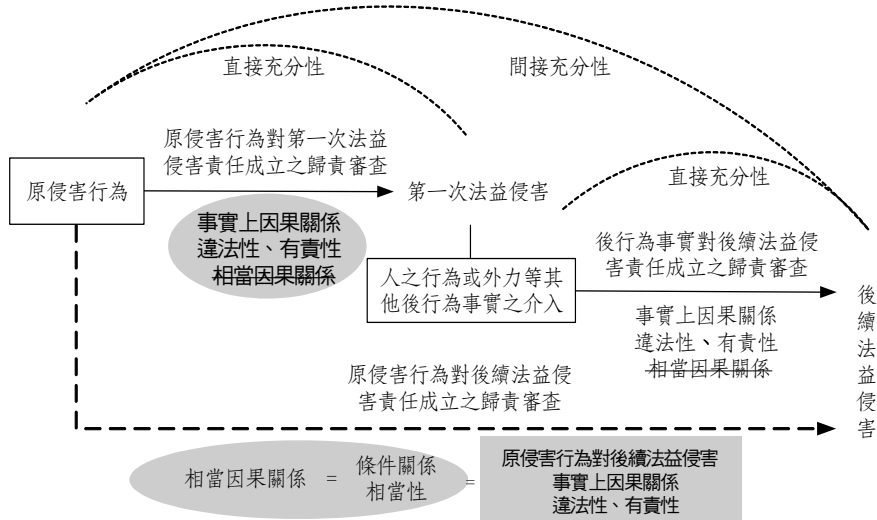 直接充分性
間接充分性
原侵害行為對第一次法益
侵害責任成立之歸責審查
直接充分性
原侵害行為
第一次法益侵害
事實上因果關係
違法性、有責性
相當因果關係
後行為事實對後續法益侵
害責任成立之歸責審查
人之行為或外力等其
他後行為事實之介入
後續法益侵害
事實上因果關係
違法性、有責性
相當因果關係
原侵害行為對後續法益侵
害責任成立之歸責審查
相當因果關係 = 條件關係
相當性
=
原侵害行為對後續法益侵害
事實上因果關係
違法性、有責性